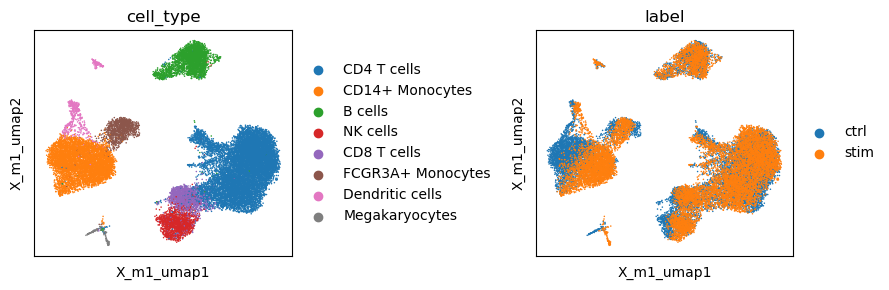 cell_type
X_m1_umap2
X_m1_umap1
CD4 T cells
CD14+ Monocytes
B cells
NK cells
CD8 T cells
FCGR3A+ Monocytes
Dendritic cells
Megakaryocytes
label
X_m1_umap2
X_m1_umap1
ctrl
stim